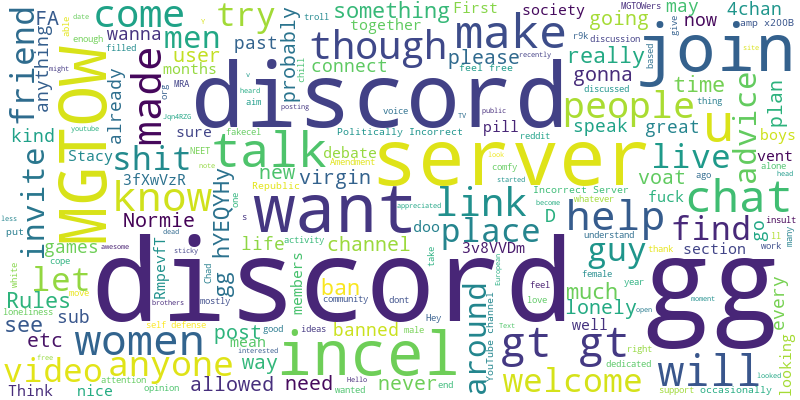 discord
discord
gg
server
join
want
MGTOW
incel
talk
people
make
though
come
try
men
something
together
society
going
now
may
4chan
MGTOWers
amp x200B
First
r9k
discussion
give
FA
wanna
past
probably
please
feel free
connect
really
gonna
time
plan
friend
anything
user
months
already
made
MRA
org
aim
chill
voice
Politically Incorrect
pill
speak
great
boys
advice
u
kind
sure
NEET
fakecel
debate
reddit
thing
Stacy
shit
new
virgin
Amendment
comfy
live
voat
vent
alone
invite
3fXwVzR
know
Republic
link
started
fuck
ago
head
Normie
hYEQYHy
place
D
Incorrect Server
whatever
chat
insult
many
help
find
go
less
put
games
cope
let
life
channel
doo
3v8VVDm
guy
understand
section
work
dead
awesome
sticky
gg
RmpevfT
activity
members
mostly
Chad
ban
community
dont
take
feel
love
European
female
year
thank
much
lonely
every
white
Rules
loneliness
move
brothers
see
sub
etc
women
self defense
post
good
ideas
banned
male
Hey
around
YouTube channel
gt
gt
well
open
moment
will
looking
video
anyone
mean
way
interested
never
Text
right
welcome
dedicated
support
looked
occasionally
free
Think
nice
attention
opinion
allowed
need
Hello
wanted
end
date
able
enough
filled
might
troll
heard
Jqn4RZG
youtube
note
recently
posting
public
TV
site
based
discussed
look
become
appreciated
one
s
v
v
ll